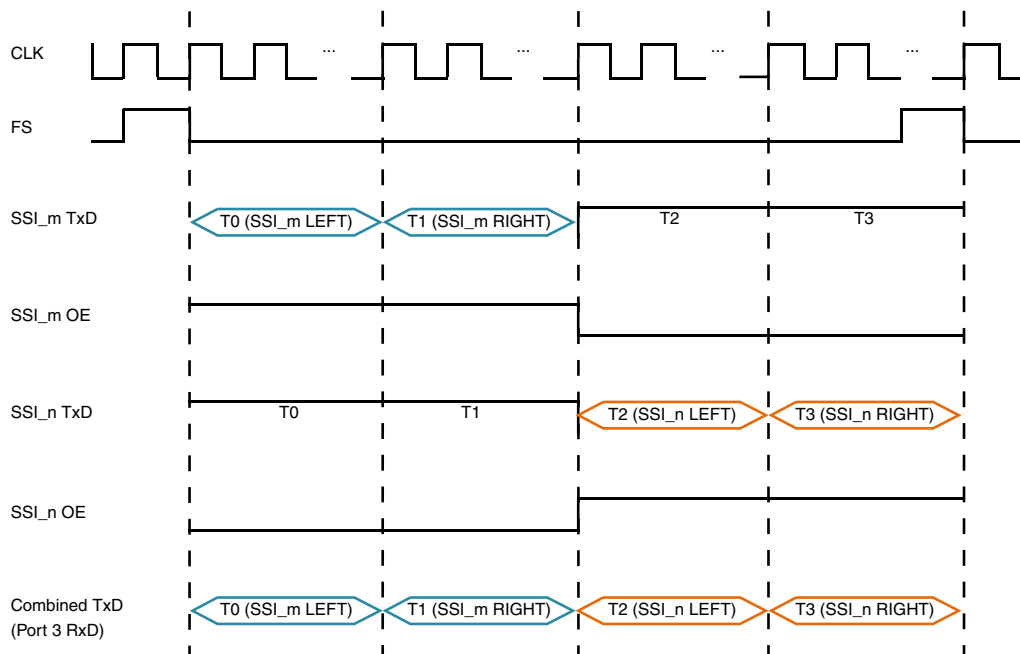 CLK ... ... ... ...
FS
SSI_m TxD T0 (SSI_m LEFT) T1 (SSI_m RIGHT) T2 T3
SSI_m OE
SSI_n TxD T0 T1 T2 (SSI_n LEFT) T3 (SSI_n RIGHT)
SSI_n OE
Combined TxD T0 (SSI_m LEFT) T1 (SSI_m RIGHT) T2 (SSI_n LEFT) T3 (SSI_n RIGHT)
(Port 3 RxD)